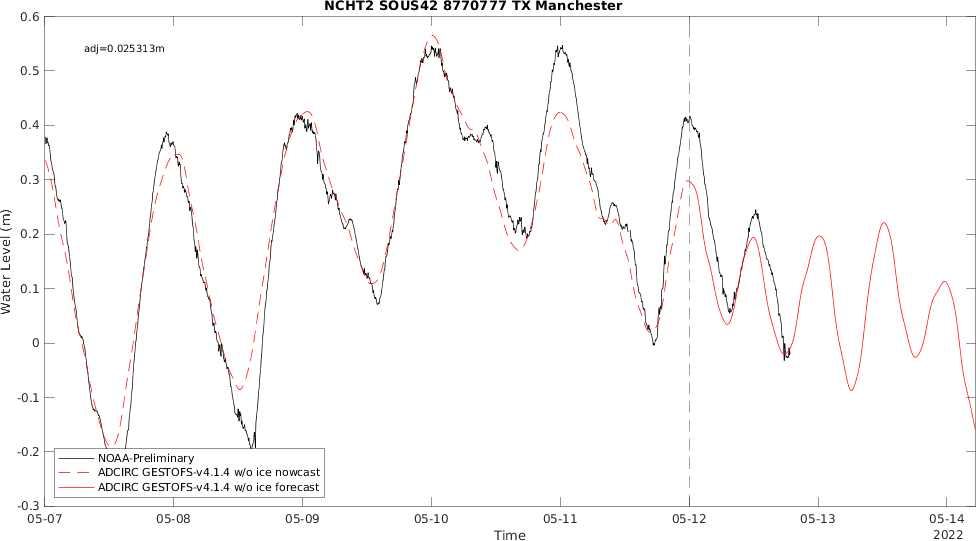 NCHT2 SOUS42 8770777 TX Manchester
adj=0.025313m
0.6
0.5
0.4
0.3
0.2
0.1
0
-0.1
-0.2
-0.3
Water Level (m)
NOAA-Preliminary
ADCIRC GESTOFS-v4.1.4 w/o ice nowcast
ADCIRC GESTOFS-v4.1.4 w/o ice forecast
05-07 05-08 05-09 05-10 05-11 05-12 05-13 05-14
Time
2022